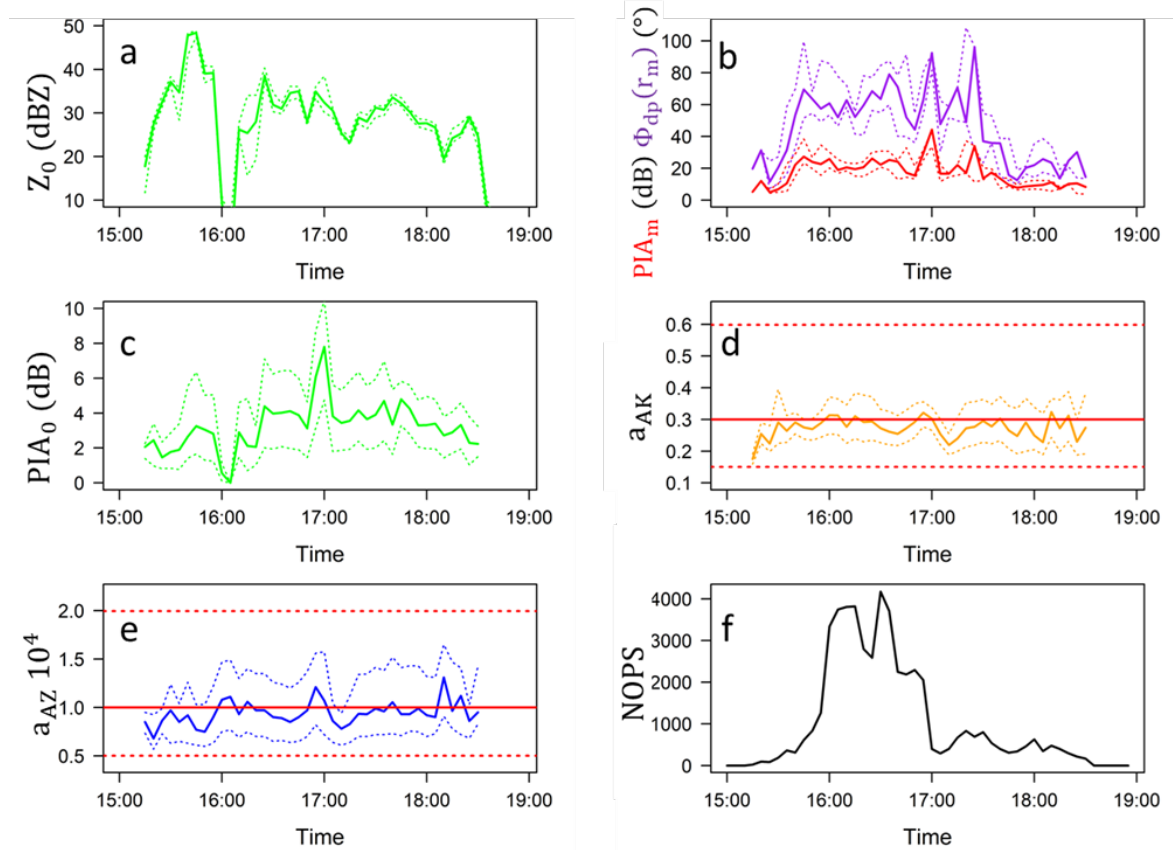 a
Z₀ (dBZ)
50
40
30
20
10
15:00 16:00 17:00 18:00 19:00
Time
b
PIAₘ (dB) Φ_dp(rₘ) (°)
100
80
60
40
20
0
15:00 16:00 17:00 18:00 19:00
Time
c
PIA₀ (dB)
10
8
6
4
2
0
15:00 16:00 17:00 18:00 19:00
Time
d
a_AK
0.6
0.5
0.4
0.3
0.2
0.1
15:00 16:00 17:00 18:00 19:00
Time
e
a_AZ 10⁴
2.0
1.5
1.0
0.5
15:00 16:00 17:00 18:00 19:00
Time
f
NOPS
4000
3000
2000
1000
0
15:00 16:00 17:00 18:00 19:00
Time